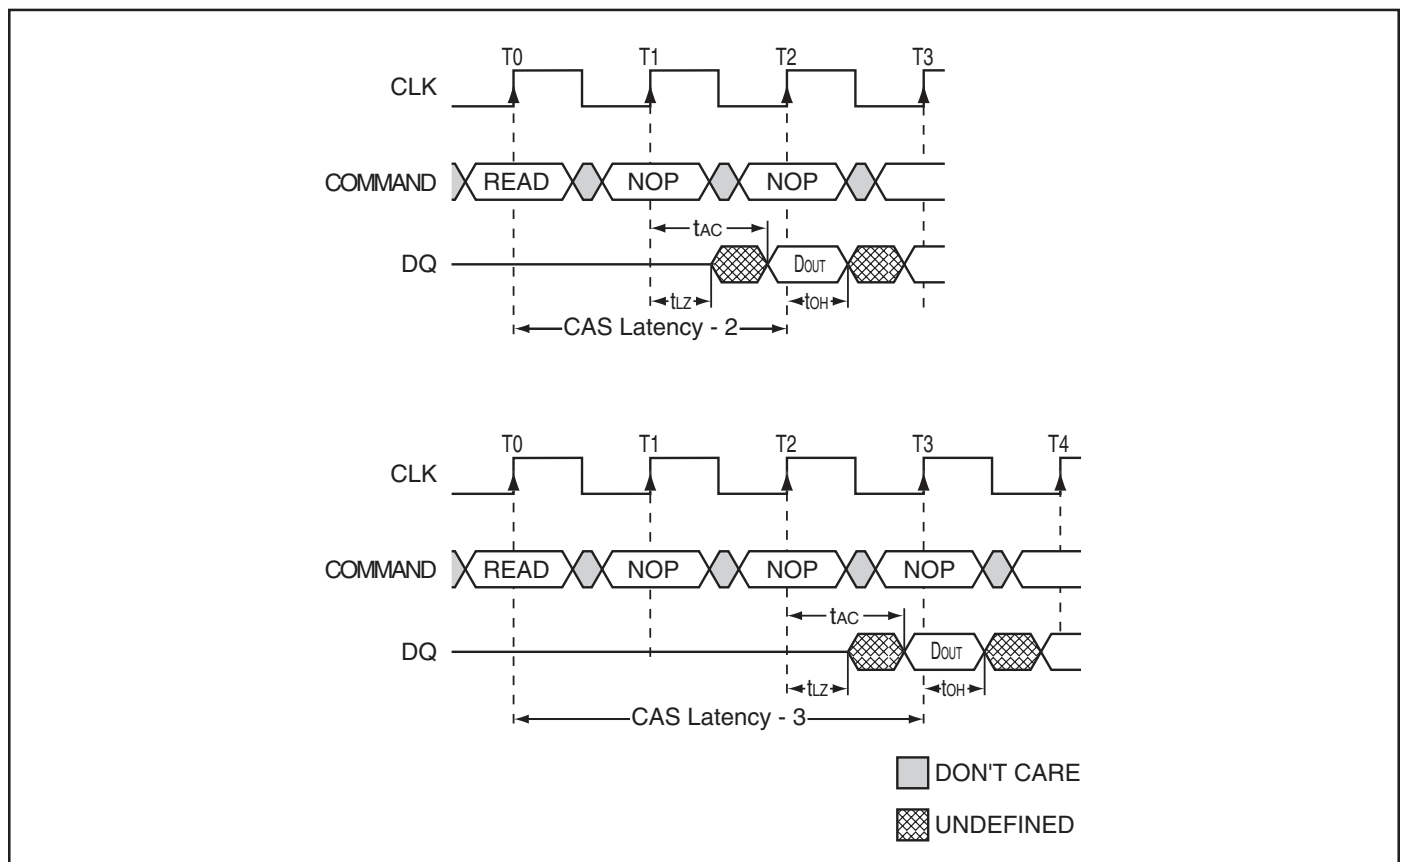 T0 T1 T2 T3
CLK
COMMAND READ NOP NOP
tAC
DQ DOUT
tLZ tOH
CAS Latency - 2
T0 T1 T2 T3 T4
CLK
COMMAND READ NOP NOP NOP
tAC
DQ DOUT
tLZ tOH
CAS Latency - 3
DON'T CARE
UNDEFINED